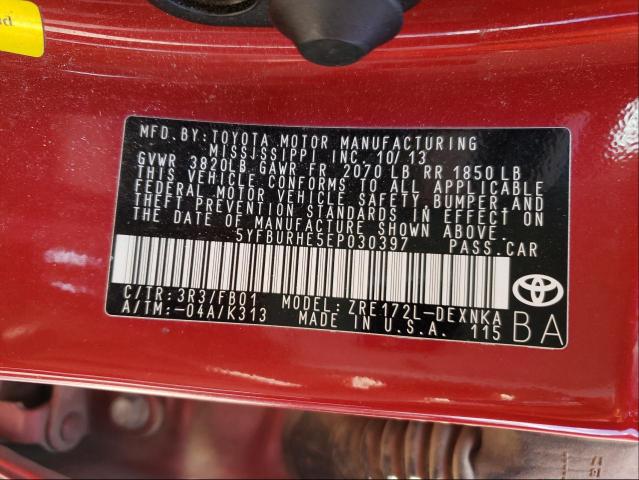 MFD.BY:TOYOTA MOTOR MANUFACTURING
MISSISSIPPI INC. 10/13
GVWR 3820LB GAWR FR 2070 LB RR 1850 LB
THIS VEHICLE CONFORMS TO ALL APPLICABLE
FEDERAL MOTOR VEHICLE SAFETY, BUMPER, AND
THEFT PREVENTION STANDARDS IN EFFECT ON
THE DATE OF MANUFACTURE SHOWN ABOVE.
5YFBURHE5EP030397 PASS.CAR
C/TR:3R3/FB01 MODEL:ZRE172L-DEXNKA
A/TM:-04A/K313 MADE IN U.S.A. 115
BA